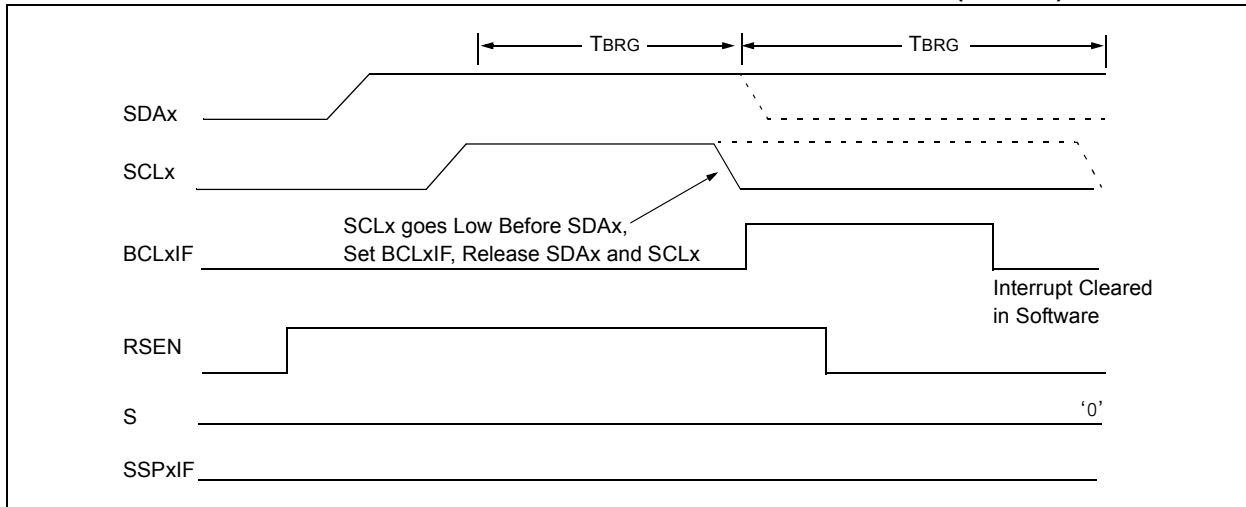 TBRG TBRG
SDAx
SCLx
SCLx goes Low Before SDAx,
Set BCLxIF, Release SDAx and SCLx
BCLxIF
Interrupt Cleared
in Software
RSEN
S ‘0’
SSPxIF